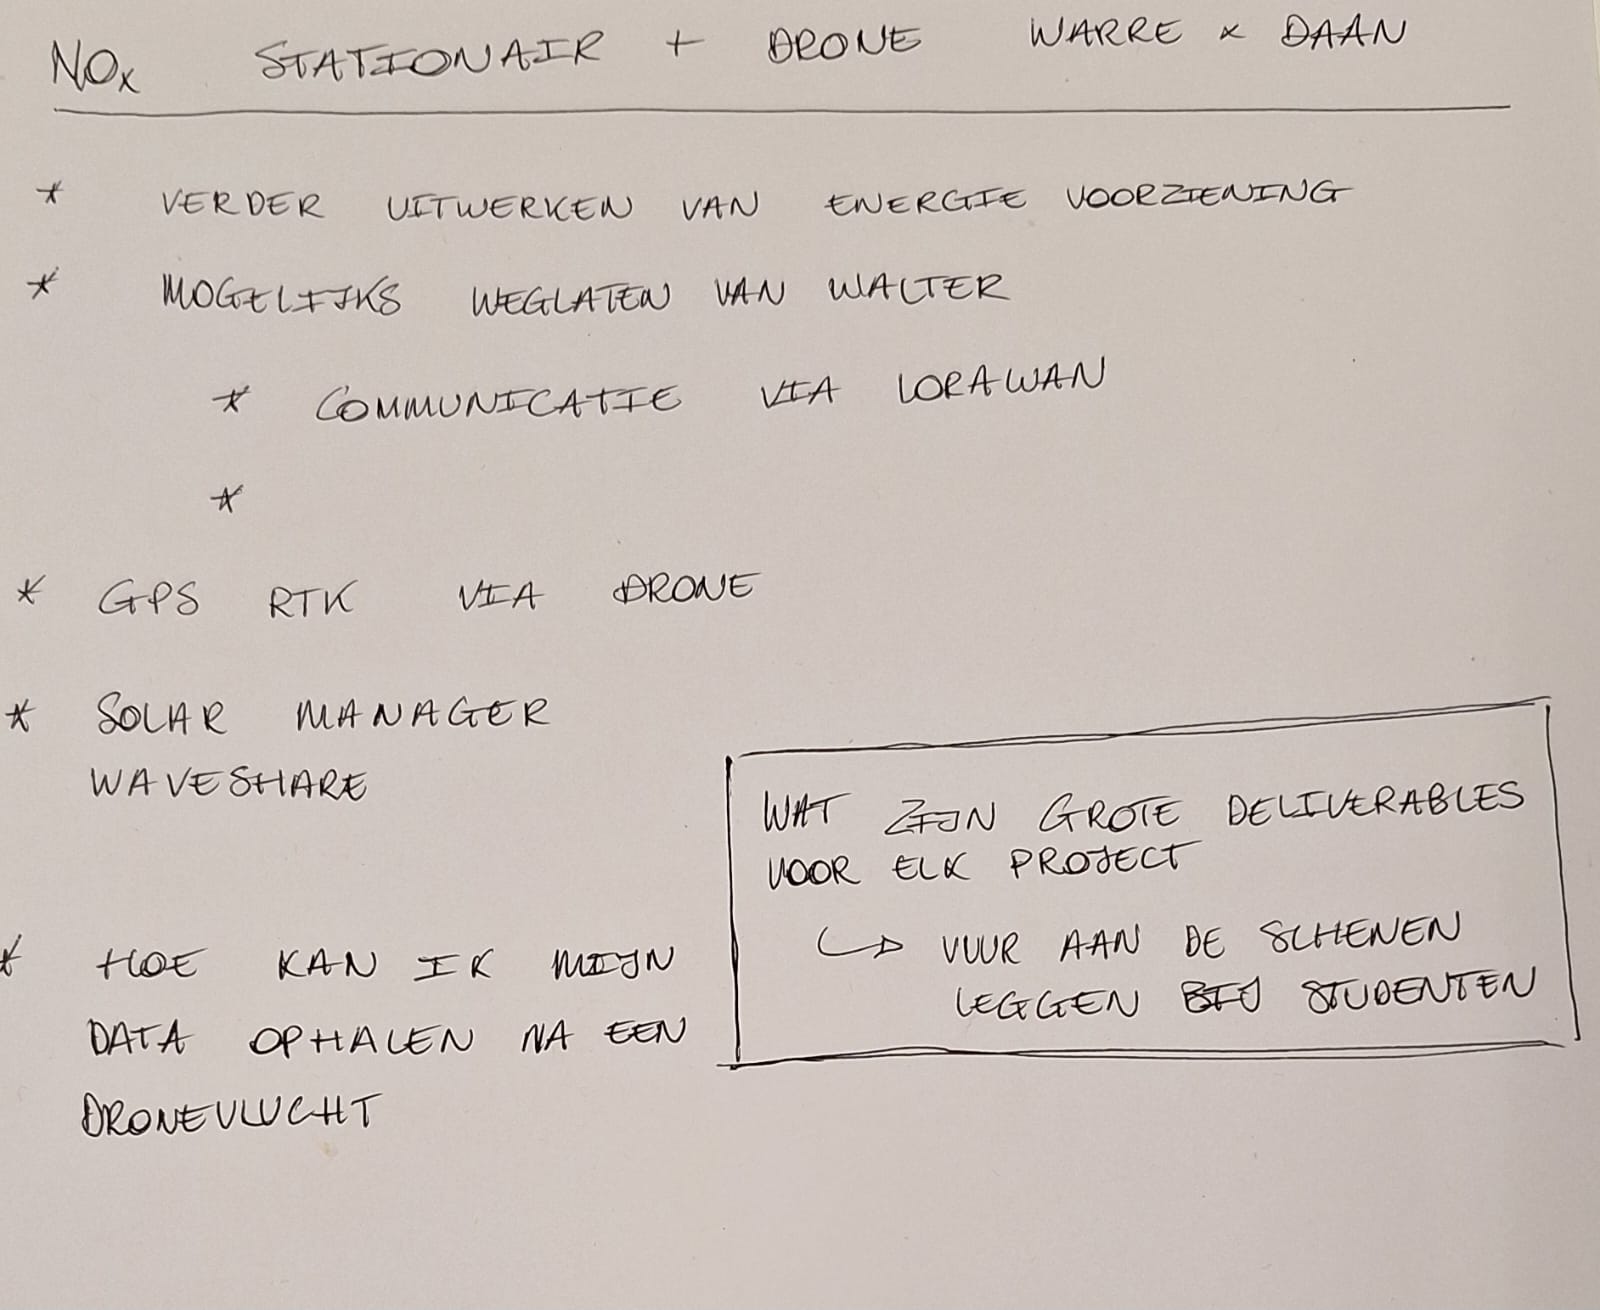 NOx STATIONAIR + DRONE WARRE & DAAN
* VERDER UITWERKEN VAN ENERGIE VOORZIENING
* MOGELIJKS WEGLATEN VAN WALTER
* COMMUNICATIE VIA LORAWAN
*
* GPS RTK VIA DRONE
* SOLAR MANAGER
WAVESHARE
* HOE KAN IK MIJN
DATA OPHALEN NA EEN
DRONEVLUCHT
WAT ZIJN GROTE DELIVERABLES
VOOR ELK PROJECT
↪ VUUR AAN DE SCHENEN
LEGGEN BIJ STUDENTEN